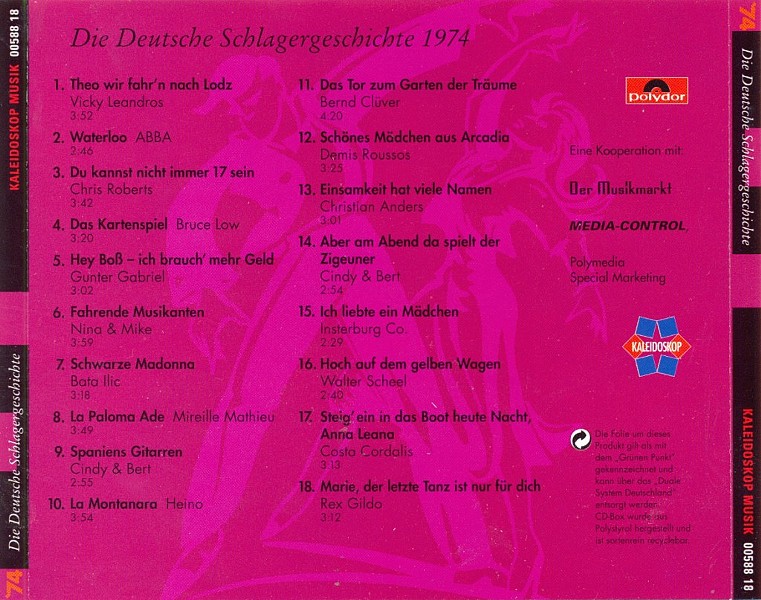 KALEIDOSKOP MUSIK 00588 18
Die Deutsche Schlagergeschichte
'74
Die Deutsche Schlagergeschichte 1974
1. Theo wir fahr'n nach Lodz
Vicky Leandros
3:52
2. Waterloo ABBA
2:46
3. Du kannst nicht immer 17 sein
Chris Roberts
3:42
4. Das Kartenspiel Bruce Low
3:20
5. Hey Boß – ich brauch' mehr Geld
Gunter Gabriel
3:02
6. Fahrende Musikanten
Nina & Mike
3:59
7. Schwarze Madonna
Bata Ilic
3:18
8. La Paloma Ade Mireille Mathieu
3:49
9. Spaniens Gitarren
Cindy & Bert
2:55
10. La Montanara Heino
3:54
11. Das Tor zum Garten der Träume
Bernd Clüver
4:20
12. Schönes Mädchen aus Arcadia
Demis Roussos
3:25
13. Einsamkeit hat viele Namen
Christian Anders
3:01
14. Aber am Abend da spielt der
Zigeuner
Cindy & Bert
2:54
15. Ich liebte ein Mädchen
Insterburg Co.
2:29
16. Hoch auf dem gelben Wagen
Walter Scheel
2:40
17. Steig' ein in das Boot heute Nacht,
Anna Leana
Costa Cordalis
3:13
18. Marie, der letzte Tanz ist nur für dich
Rex Gildo
3:12
polydor
Eine Kooperation mit:
Der Musikmarkt
MEDIA-CONTROL,
Polymedia
Special Marketing
KALEIDOSKOP
Die Folie um dieses
Produkt gilt als mit
dem „Grünen Punkt"
gekennzeichnet und
kann über das „Duale
System Deutschland"
entsorgt werden.
CD-Box wurde aus
Polystyrol hergestellt und
ist sortenrein recyclebar.
'74
Die Deutsche Schlagergeschichte
KALEIDOSKOP MUSIK 00588 18